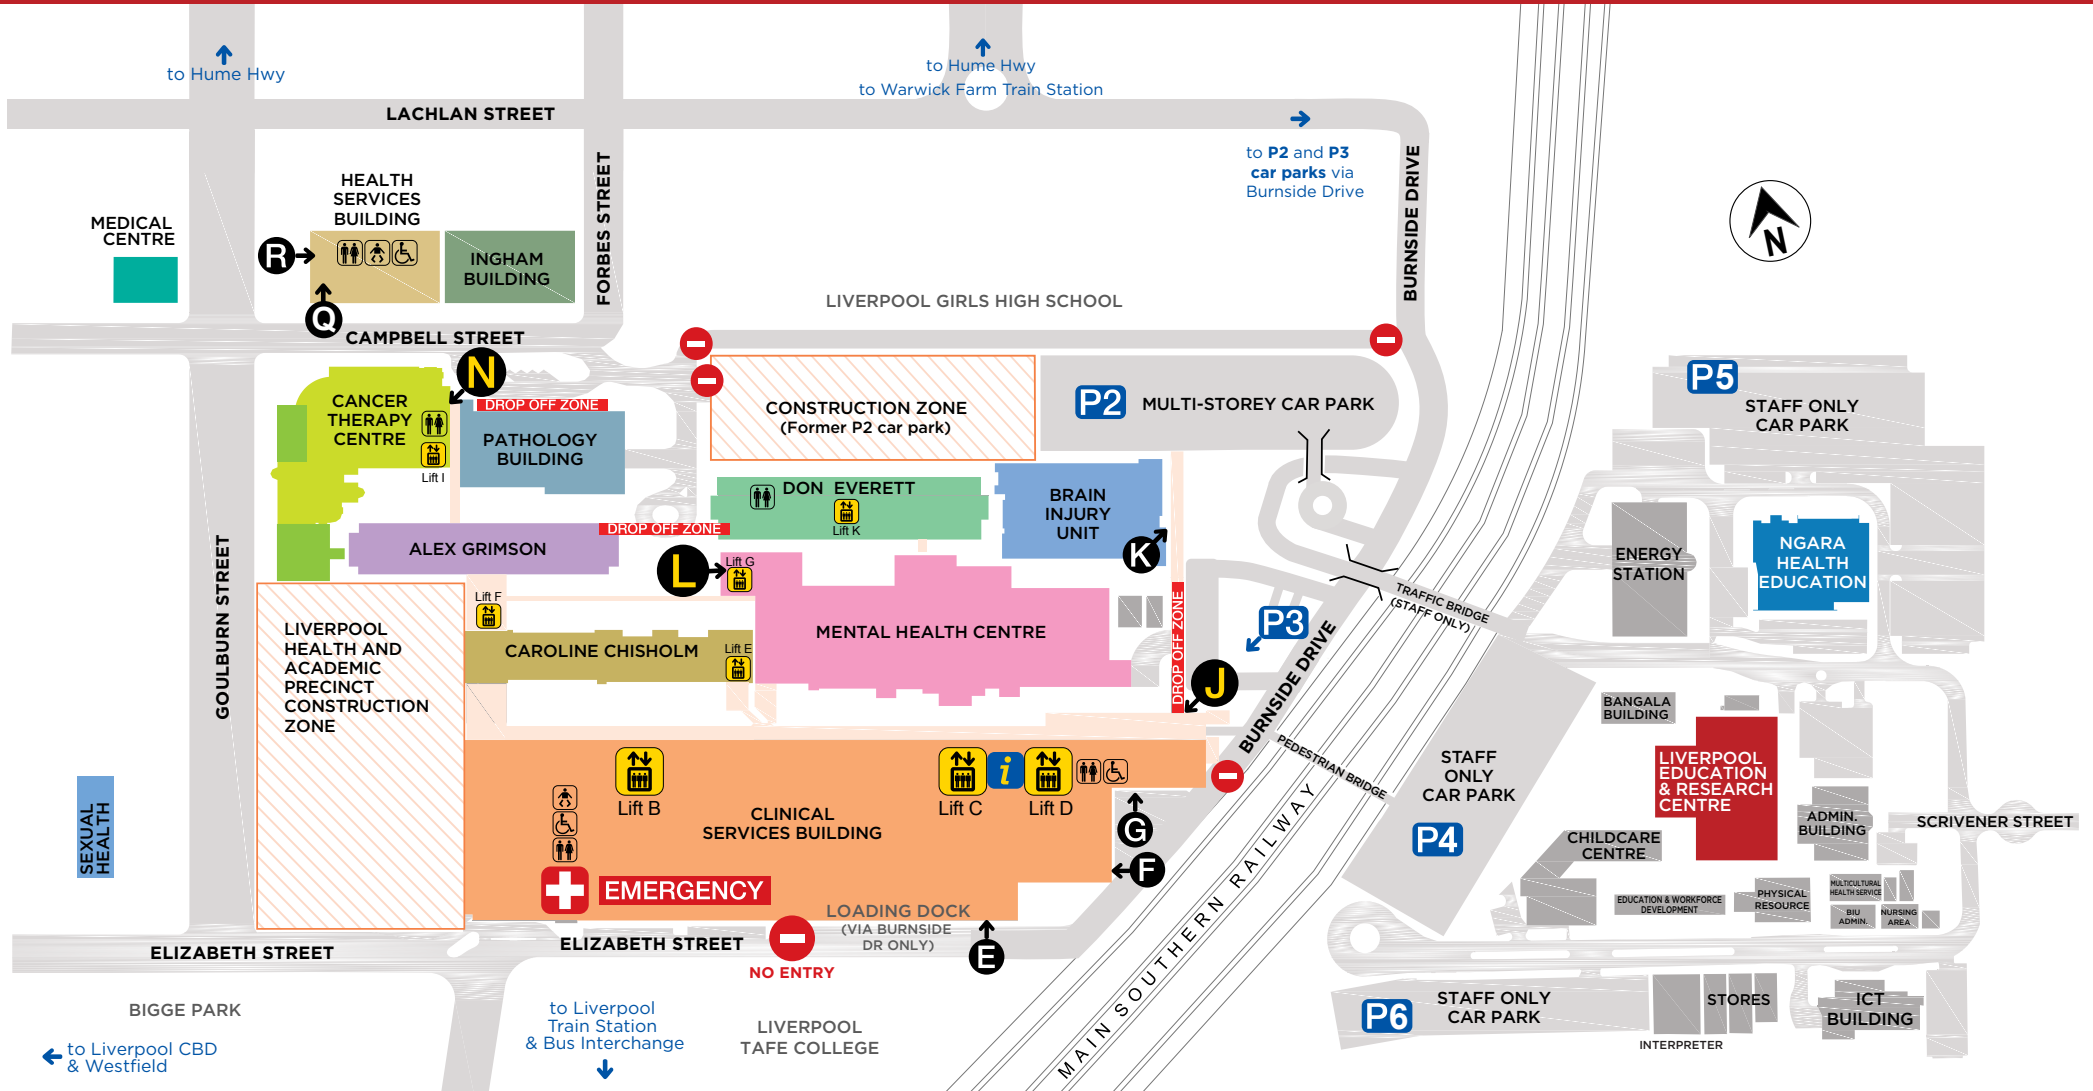 to Hume Hwy
to Hume Hwy
to Warwick Farm Train Station
LACHLAN STREET
to P2 and P3
car parks via
Burnside Drive
BURNSIDE DRIVE
FORBES STREET
HEALTH
SERVICES
BUILDING
MEDICAL
CENTRE
R
INGHAM
BUILDING
Q
CAMPBELL STREET
N
LIVERPOOL GIRLS HIGH SCHOOL
N
CANCER
THERAPY
CENTRE
Lift I
DROP OFF ZONE
PATHOLOGY
BUILDING
CONSTRUCTION ZONE
(Former P2 car park)
P2
MULTI-STOREY CAR PARK
P5
STAFF ONLY
CAR PARK
DON EVERETT
Lift K
BRAIN
INJURY
UNIT
K
DROP OFF ZONE
ALEX GRIMSON
L
Lift G
Lift F
GOULBURN STREET
ENERGY
STATION
NGARA
HEALTH
EDUCATION
TRAFFIC BRIDGE
(STAFF ONLY)
P3
DROP OFF ZONE
LIVERPOOL
HEALTH AND
ACADEMIC
PRECINCT
CONSTRUCTION
ZONE
CAROLINE CHISHOLM
Lift E
MENTAL HEALTH CENTRE
J
BURNSIDE DRIVE
PEDESTRIAN BRIDGE
BANGALA
BUILDING
STAFF
ONLY
CAR PARK
P4
LIVERPOOL
EDUCATION
& RESEARCH
CENTRE
ADMIN.
BUILDING
SCRIVENER STREET
CHILDCARE
CENTRE
EDUCATION & WORKFORCE
DEVELOPMENT
PHYSICAL
RESOURCE
MULTICULTURAL
HEALTH SERVICE
BIU
ADMIN.
NURSING
AREA
SEXUAL
HEALTH
Lift B
Lift C
i
Lift D
CLINICAL
SERVICES BUILDING
G
F
EMERGENCY
LOADING DOCK
(VIA BURNSIDE
DR ONLY)
E
ELIZABETH STREET
ELIZABETH STREET
NO ENTRY
MAIN SOUTHERN RAILWAY
BIGGE PARK
to Liverpool CBD
& Westfield
to Liverpool
Train Station
& Bus Interchange
LIVERPOOL
TAFE COLLEGE
P6
STAFF ONLY
CAR PARK
STORES
INTERPRETER
ICT
BUILDING